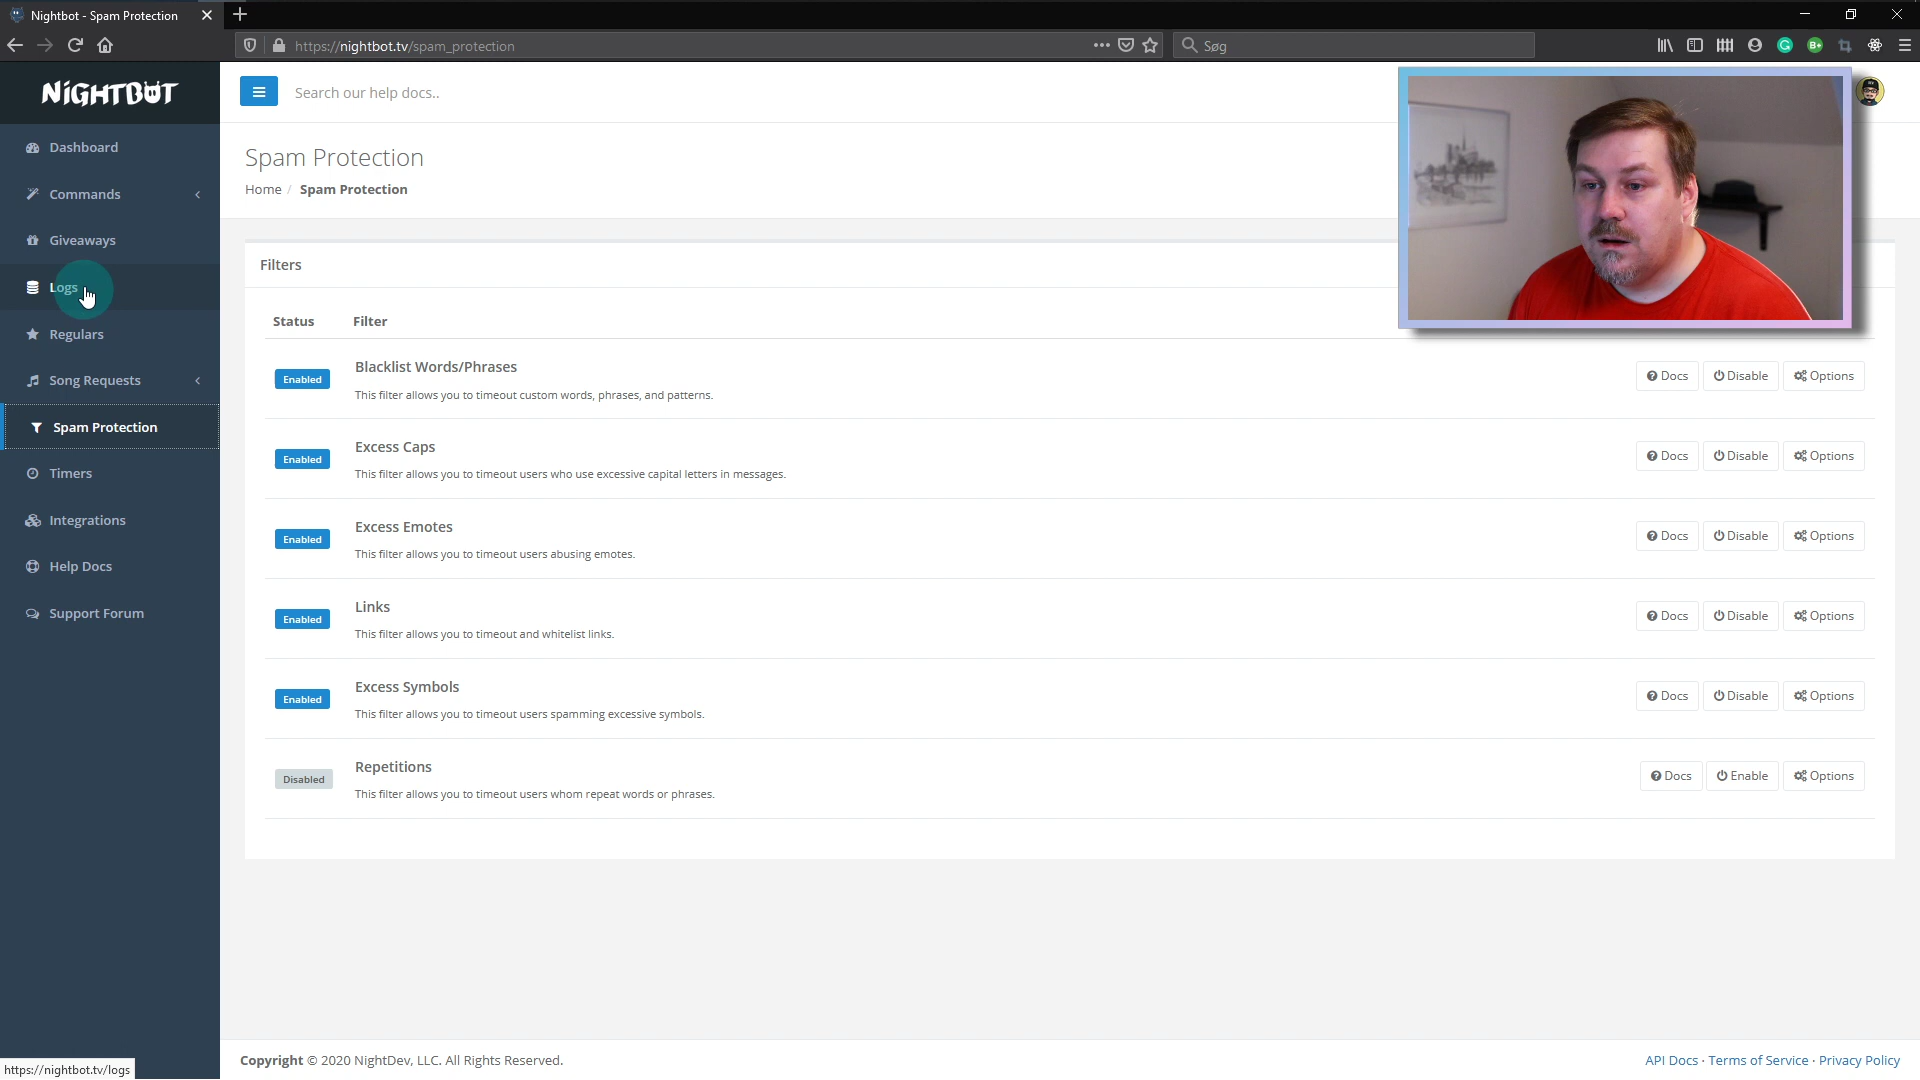 Nightbot - Spam Protection
https://nightbot.tv/spam_protection
Søg
NiGHTBOT
Search our help docs..
Dashboard
Commands
Giveaways
Logs
Regulars
Song Requests
Spam Protection
Timers
Integrations
Help Docs
Support Forum
Spam Protection
Home / Spam Protection
Filters
Status Filter
Enabled Blacklist Words/Phrases
This filter allows you to timeout custom words, phrases, and patterns.
Docs Disable Options
Enabled Excess Caps
This filter allows you to timeout users who use excessive capital letters in messages.
Docs Disable Options
Enabled Excess Emotes
This filter allows you to timeout users abusing emotes.
Docs Disable Options
Enabled Links
This filter allows you to timeout and whitelist links.
Docs Disable Options
Enabled Excess Symbols
This filter allows you to timeout users spamming excessive symbols.
Docs Disable Options
Disabled Repetitions
This filter allows you to timeout users whom repeat words or phrases.
Docs Enable Options
Copyright © 2020 NightDev, LLC. All Rights Reserved.
API Docs · Terms of Service · Privacy Policy
https://nightbot.tv/logs